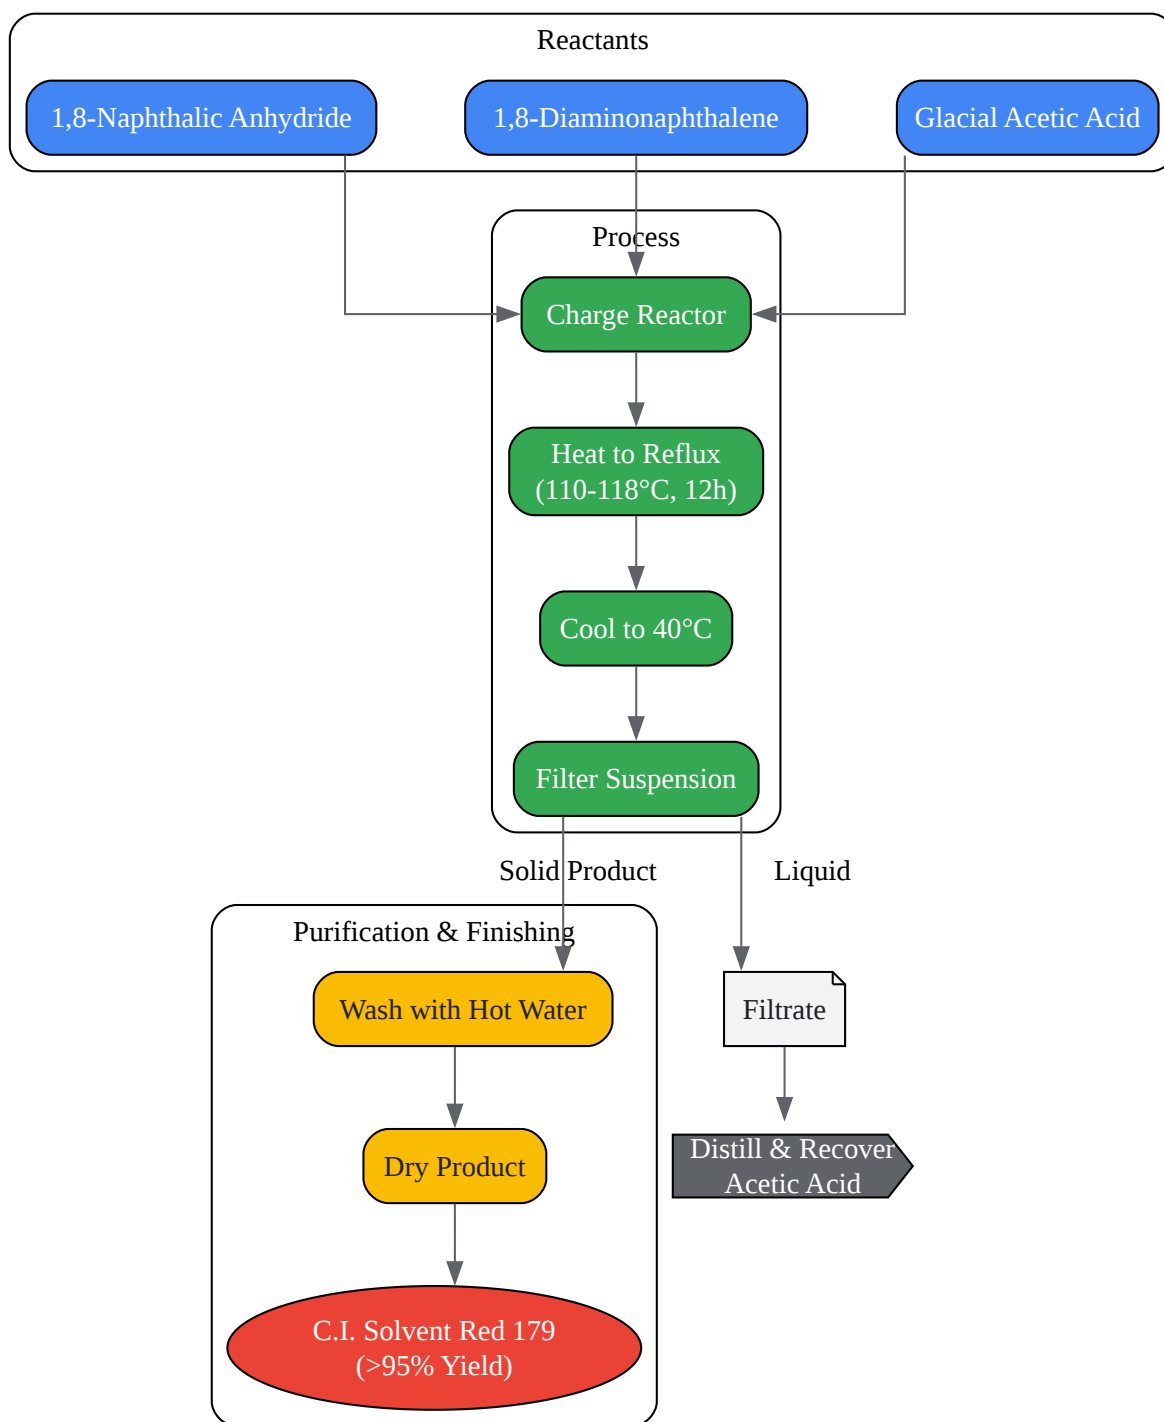 Reactants
1,8-Naphthalic Anhydride
1,8-Diaminonaphthalene
Glacial Acetic Acid
Process
Charge Reactor
Heat to Reflux
(110-118°C, 12h)
Cool to 40°C
Filter Suspension
Solid Product
Liquid
Purification & Finishing
Wash with Hot Water
Filtrate
Dry Product
Distill & Recover
Acetic Acid
C.I. Solvent Red 179
(>95% Yield)